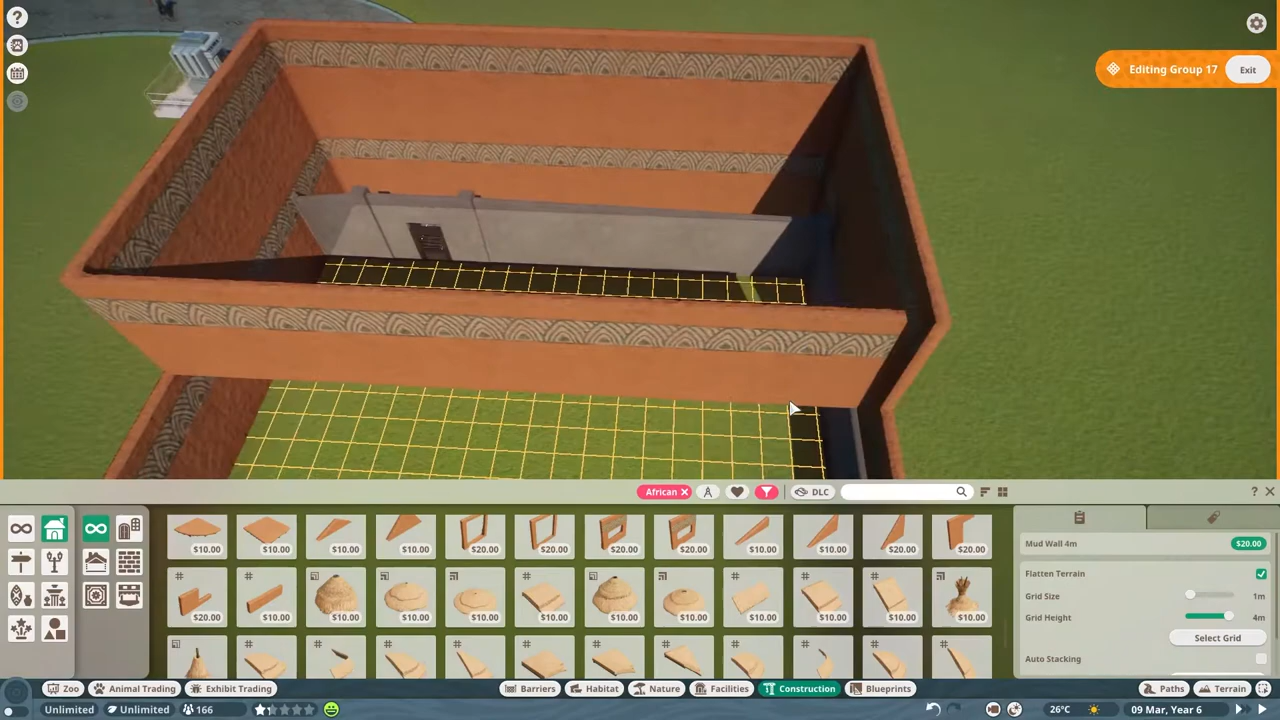 ?
Editing Group 17
Exit
African ×
DLC
? ×
$10.00 $10.00 $10.00 $10.00 $20.00 $20.00 $20.00 $20.00 $10.00 $10.00 $20.00 $20.00
$20.00 $10.00 $10.00 $10.00 $10.00 $10.00 $10.00 $10.00 $10.00 $10.00 $10.00 $10.00
Mud Wall 4m $20.00
Flatten Terrain
Grid Size 1m
Grid Height 4m
Select Grid
Auto Stacking
Zoo Animal Trading Exhibit Trading Barriers Habitat Nature Facilities Construction Blueprints Paths Terrain
Unlimited Unlimited 166 26°C 09 Mar, Year 6